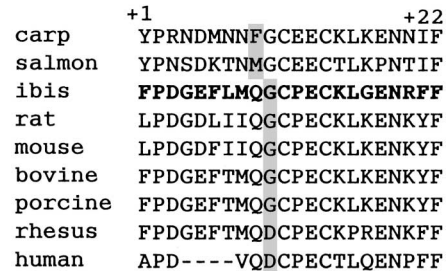 +1 +22
carp YPRNDMNNFGCEECKLKENNIF
salmon YPNSDKTNMGCEECTLKPNTIF
ibis FPDGEFLMQGCPECKLGENRFF
rat LPDGDLIIQGCPECKLKENKYF
mouse LPDGDFIIQGCPECKLKENKYF
bovine FPDGEFTMQGCPECKLKENKYF
porcine FPDGEFTMQGCPECKLKENKYF
rhesus FPDGEFTMQDCPECKPRENKFF
human APD----VQDCPECTLQENPFF